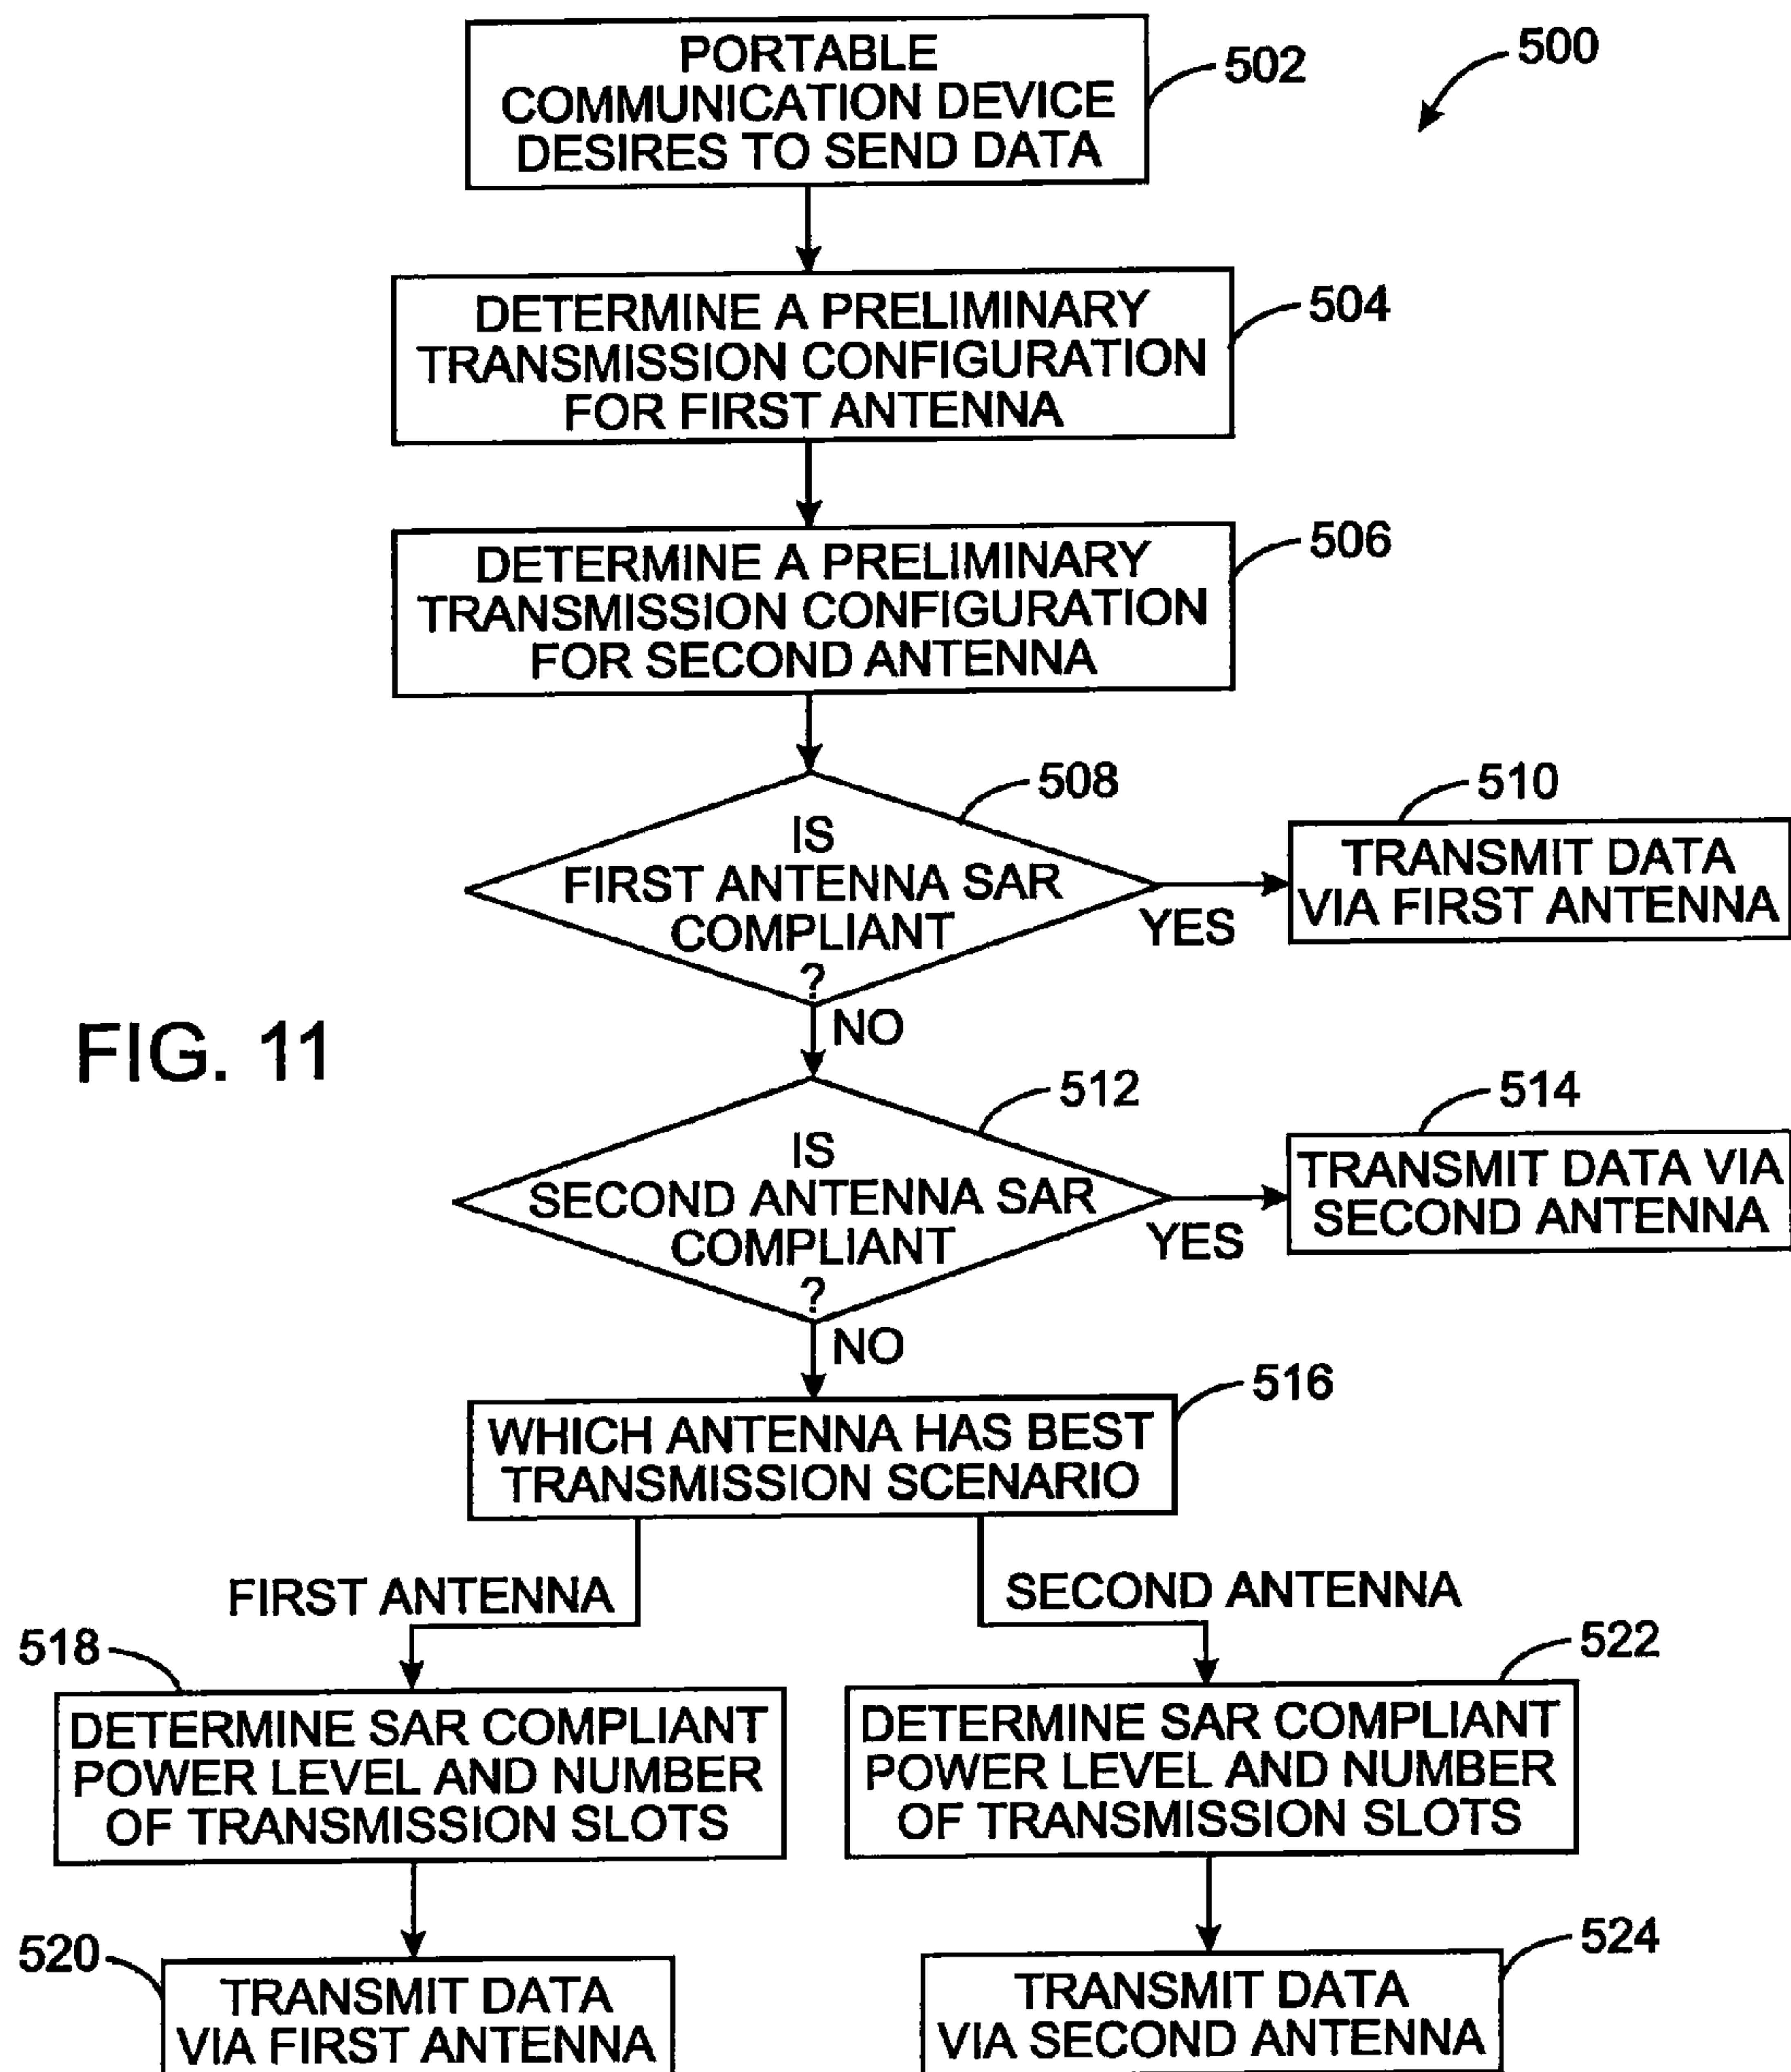 PORTABLE
COMMUNICATION DEVICE
DESIRES TO SEND DATA
502
500
DETERMINE A PRELIMINARY
TRANSMISSION CONFIGURATION
FOR FIRST ANTENNA
504
DETERMINE A PRELIMINARY
TRANSMISSION CONFIGURATION
FOR SECOND ANTENNA
506
IS
FIRST ANTENNA SAR
COMPLIANT
?
508
YES
510
TRANSMIT DATA
VIA FIRST ANTENNA
NO
FIG. 11
IS
SECOND ANTENNA SAR
COMPLIANT
?
512
YES
514
TRANSMIT DATA VIA
SECOND ANTENNA
NO
WHICH ANTENNA HAS BEST
TRANSMISSION SCENARIO
516
FIRST ANTENNA
SECOND ANTENNA
518
DETERMINE SAR COMPLIANT
POWER LEVEL AND NUMBER
OF TRANSMISSION SLOTS
522
DETERMINE SAR COMPLIANT
POWER LEVEL AND NUMBER
OF TRANSMISSION SLOTS
520
TRANSMIT DATA
VIA FIRST ANTENNA
524
TRANSMIT DATA
VIA SECOND ANTENNA